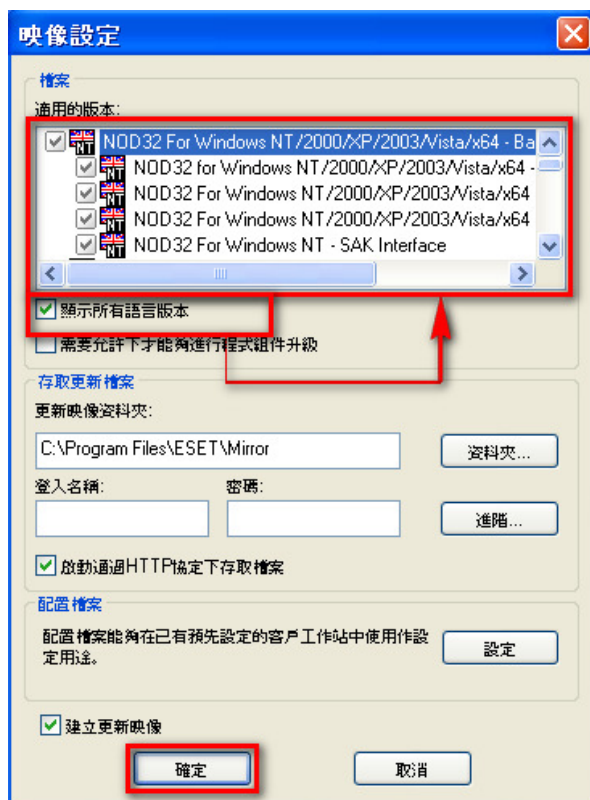 映像設定
檔案
適用的版本:
NOD32 For Windows NT/2000/XP/2003/Vista/x64 - Ba
NOD32 for Windows NT/2000/XP/2003/Vista/x64 -
NOD32 For Windows NT/2000/XP/2003/Vista/x64
NOD32 For Windows NT/2000/XP/2003/Vista/x64
NOD32 For Windows NT - SAK Interface
顯示所有語言版本
需要允許下才能夠進行程式組件升級
存取更新檔案
更新映像資料夾:
C:\Program Files\ESET\Mirror
資料夾...
登入名稱:
密碼:
進階...
啟動通過HTTP協定下存取檔案
配置檔案
配置檔案能夠在已有預先設定的客戶工作站中使用作設
定用途。
設定
建立更新映像
確定
取消